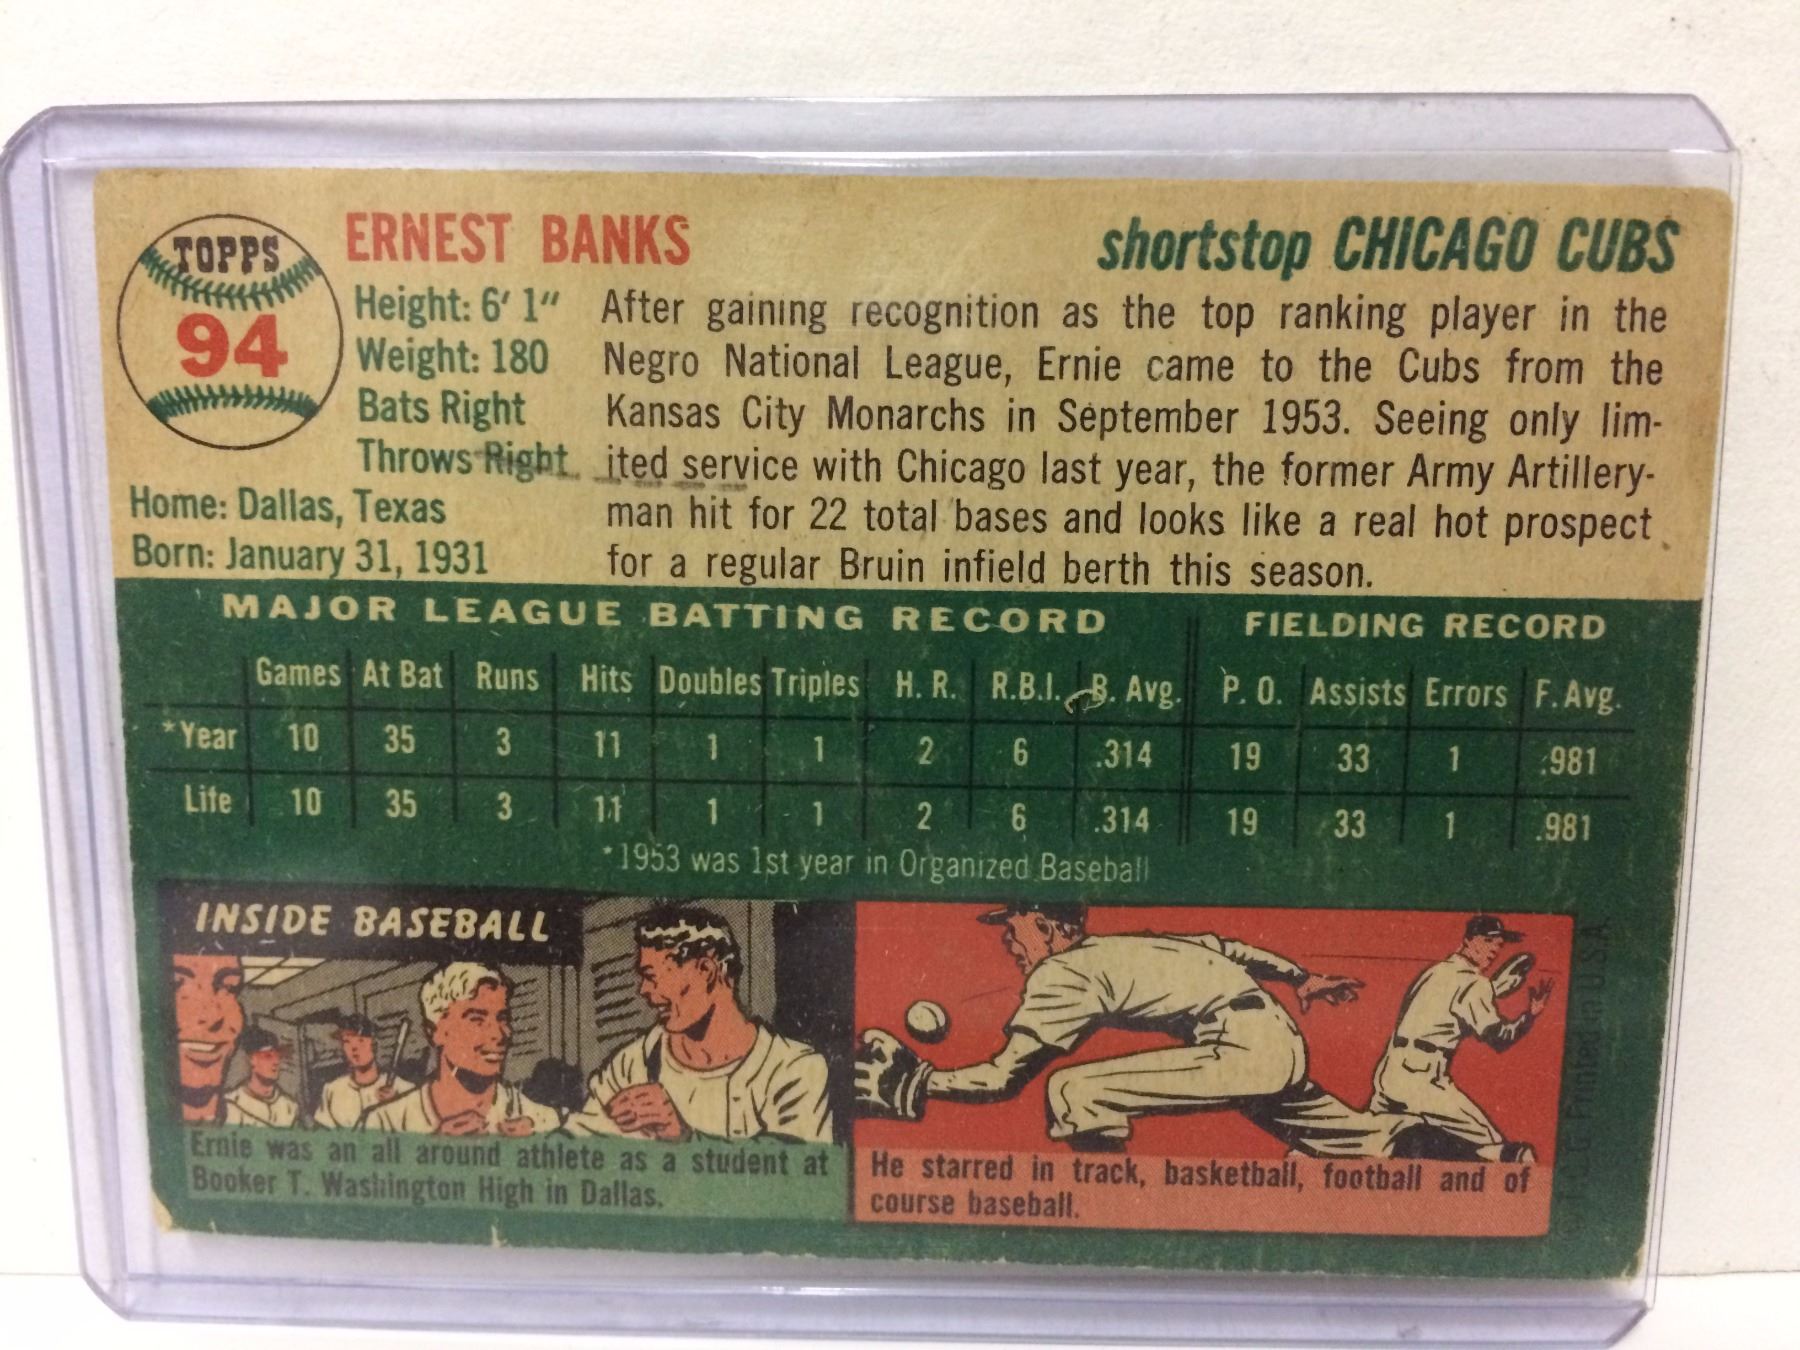 TOPPS
94
ERNEST BANKS
shortstop CHICAGO CUBS
Height: 6' 1"
Weight: 180
Bats Right
Throws Right
Home: Dallas, Texas
Born: January 31, 1931
After gaining recognition as the top ranking player in the
Negro National League, Ernie came to the Cubs from the
Kansas City Monarchs in September 1953. Seeing only lim-
ited service with Chicago last year, the former Army Artillery-
man hit for 22 total bases and looks like a real hot prospect
for a regular Bruin infield berth this season.
MAJOR LEAGUE BATTING RECORD FIELDING RECORD
Games At Bat Runs Hits Doubles Triples H. R. R.B.I. B. Avg. P. O. Assists Errors F. Avg.
*Year 10 35 3 11 1 1 2 6 .314 19 33 1 .981
Life 10 35 3 11 1 1 2 6 .314 19 33 1 .981
*1953 was 1st year in Organized Baseball
INSIDE BASEBALL
Ernie was an all around athlete as a student at
Booker T. Washington High in Dallas.
He starred in track, basketball, football and of
course baseball.
T.C.G. Printed in U.S.A.